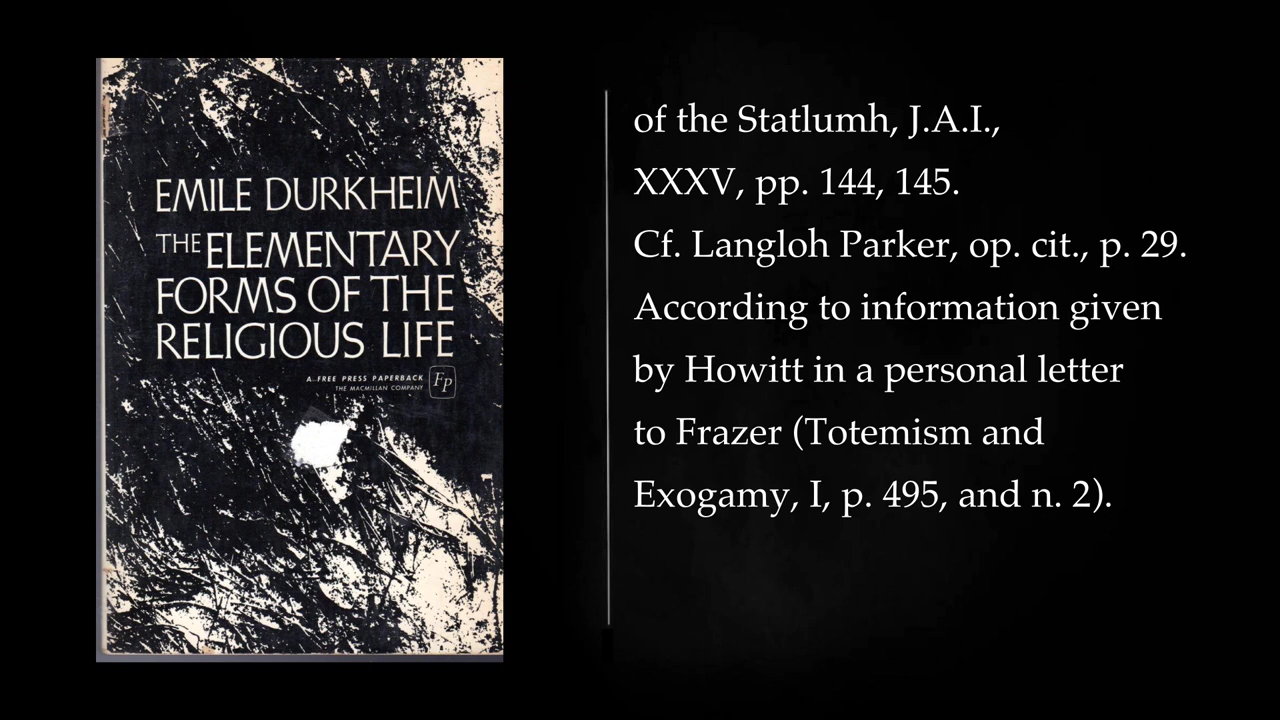 EMILE DURKHEIM
THE ELEMENTARY
FORMS OF THE
RELIGIOUS LIFE
A FREE PRESS PAPERBACK
THE MACMILLAN COMPANY
Fp
of the Statlumh, J.A.I.,
XXXV, pp. 144, 145.
Cf. Langloh Parker, op. cit., p. 29.
According to information given
by Howitt in a personal letter
to Frazer (Totemism and
Exogamy, I, p. 495, and n. 2).